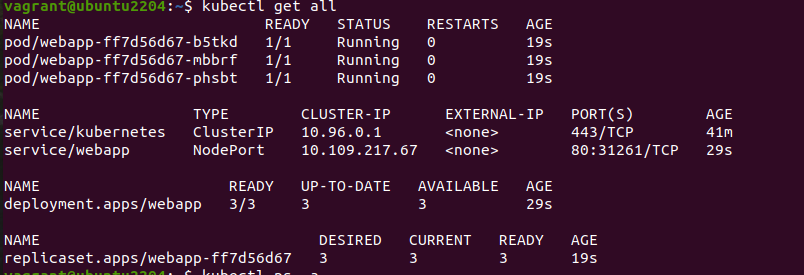 vagrant@ubuntu2204:~$ kubectl get all
NAME READY STATUS RESTARTS AGE
pod/webapp-ff7d56d67-b5tkd 1/1 Running 0 19s
pod/webapp-ff7d56d67-mbbrf 1/1 Running 0 19s
pod/webapp-ff7d56d67-phsbt 1/1 Running 0 19s
NAME TYPE CLUSTER-IP EXTERNAL-IP PORT(S) AGE
service/kubernetes ClusterIP 10.96.0.1 <none> 443/TCP 41m
service/webapp NodePort 10.109.217.67 <none> 80:31261/TCP 29s
NAME READY UP-TO-DATE AVAILABLE AGE
deployment.apps/webapp 3/3 3 3 29s
NAME DESIRED CURRENT READY AGE
replicaset.apps/webapp-ff7d56d67 3 3 3 19s
vagrant@ubuntu2204:~$ kubectl